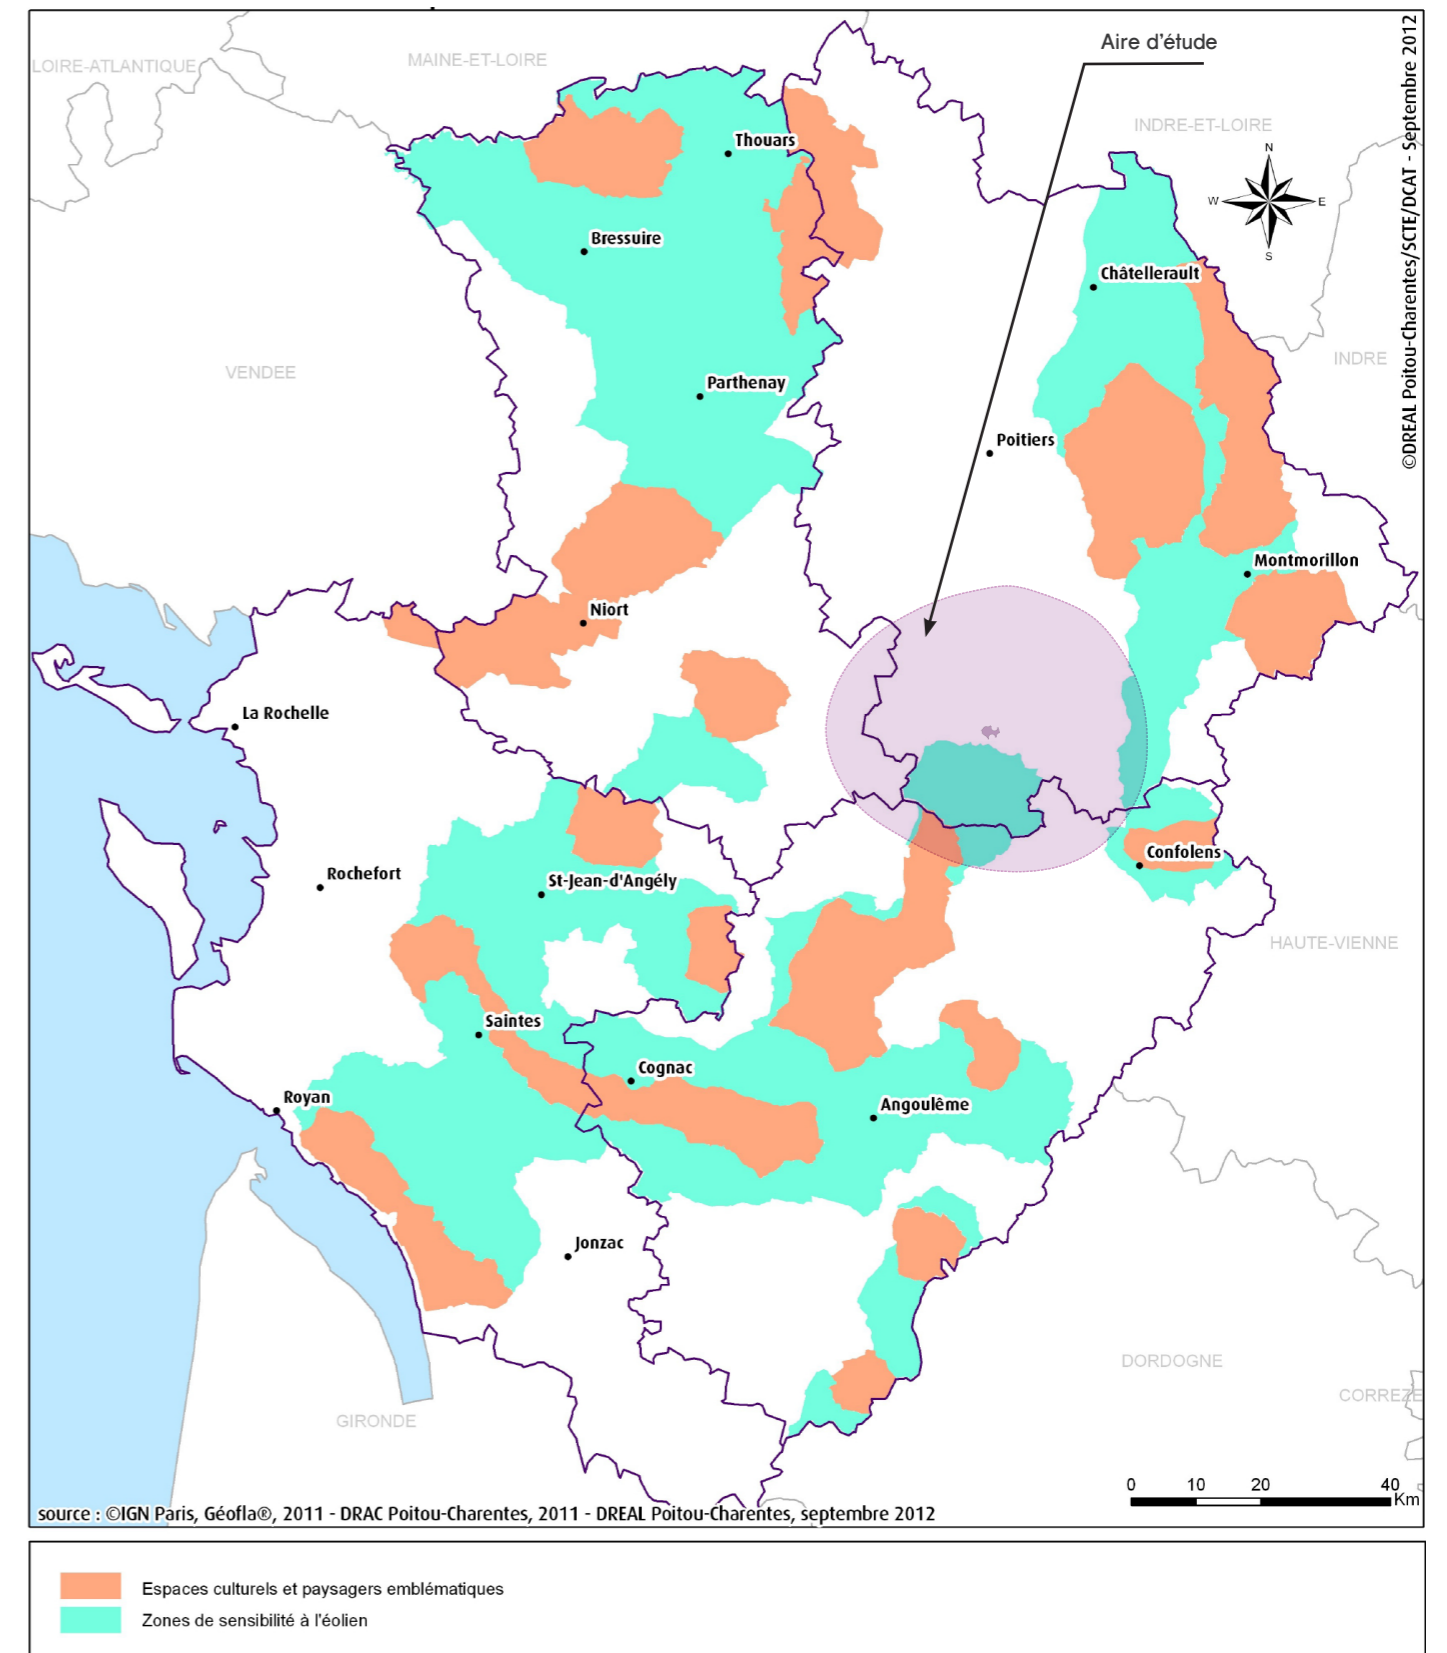 Aire d'étude
LOIRE-ATLANTIQUE
MAINE-ET-LOIRE
INDRE-ET-LOIRE
©DREAL Poitou-Charentes/SCTE/DCAT - Septembre 2012
N
W
E
S
Thouars
Bressuire
Châtellerault
VENDEE
INDRE
Parthenay
Poitiers
Montmorillon
Niort
La Rochelle
Confolens
Rochefort
St-Jean-d'Angély
HAUTE-VIENNE
Saintes
Cognac
Royan
Angoulême
Jonzac
DORDOGNE
CORREZE
GIRONDE
0 10 20 40
Km
source : ©IGN Paris, Géofla®, 2011 - DRAC Poitou-Charentes, 2011 - DREAL Poitou-Charentes, septembre 2012
Espaces culturels et paysagers emblématiques
Zones de sensibilité à l'éolien